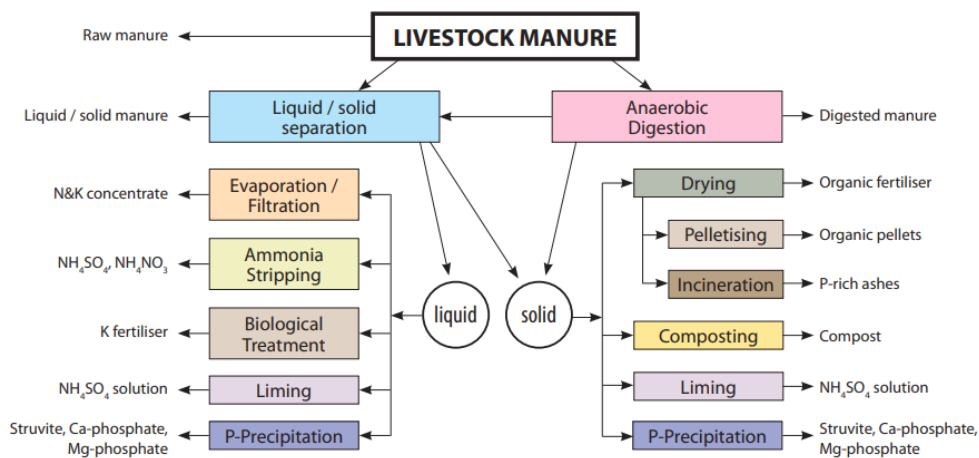 LIVESTOCK MANURE
Raw manure
Liquid / solid manure
Liquid / solid
separation
Anaerobic
Digestion
Digested manure
N&K concentrate
Evaporation /
Filtration
NH₄SO₄, NH₄NO₃
Ammonia
Stripping
K fertiliser
Biological
Treatment
NH₄SO₄ solution
Liming
Struvite, Ca-phosphate,
Mg-phosphate
P-Precipitation
liquid
solid
Drying
Organic fertiliser
Pelletising
Organic pellets
Incineration
P-rich ashes
Composting
Compost
Liming
NH₄SO₄ solution
P-Precipitation
Struvite, Ca-phosphate,
Mg-phosphate